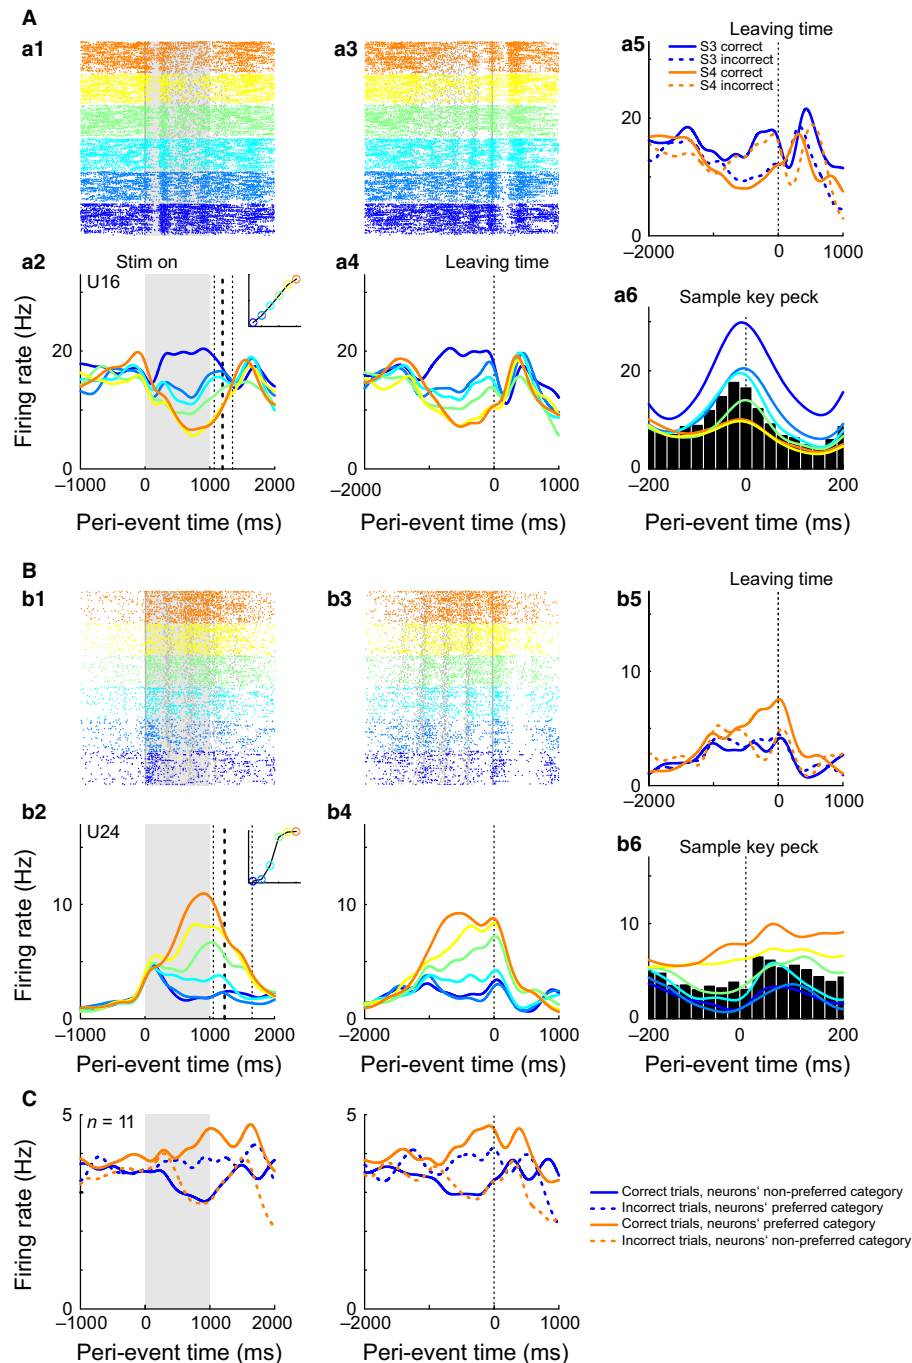 A
a1
a3
Leaving time
a5
S3 correct
S3 incorrect
S4 correct
S4 incorrect
20
10
0
–2000
0
1000
a2
Stim on
a4
Leaving time
a6
Sample key peck
U16
Firing rate (Hz)
20
0
–1000
0
1000
2000
Peri-event time (ms)
20
0
–2000
0
1000
Peri-event time (ms)
40
20
0
–200
0
200
Peri-event time (ms)
B
b1
b3
Leaving time
b5
10
5
0
–2000
0
1000
b2
b4
b6
Sample key peck
U24
Firing rate (Hz)
10
0
–1000
0
1000
2000
Peri-event time (ms)
10
0
–2000
0
1000
Peri-event time (ms)
10
0
–200
0
200
Peri-event time (ms)
C
n = 11
Firing rate (Hz)
5
0
–1000
0
1000
2000
Peri-event time (ms)
5
0
–2000
0
1000
Peri-event time (ms)
Correct trials, neurons‘ non-preferred category
Incorrect trials, neurons‘ preferred category
Correct trials, neurons‘ preferred category
Incorrect trials, neurons‘ non-preferred category